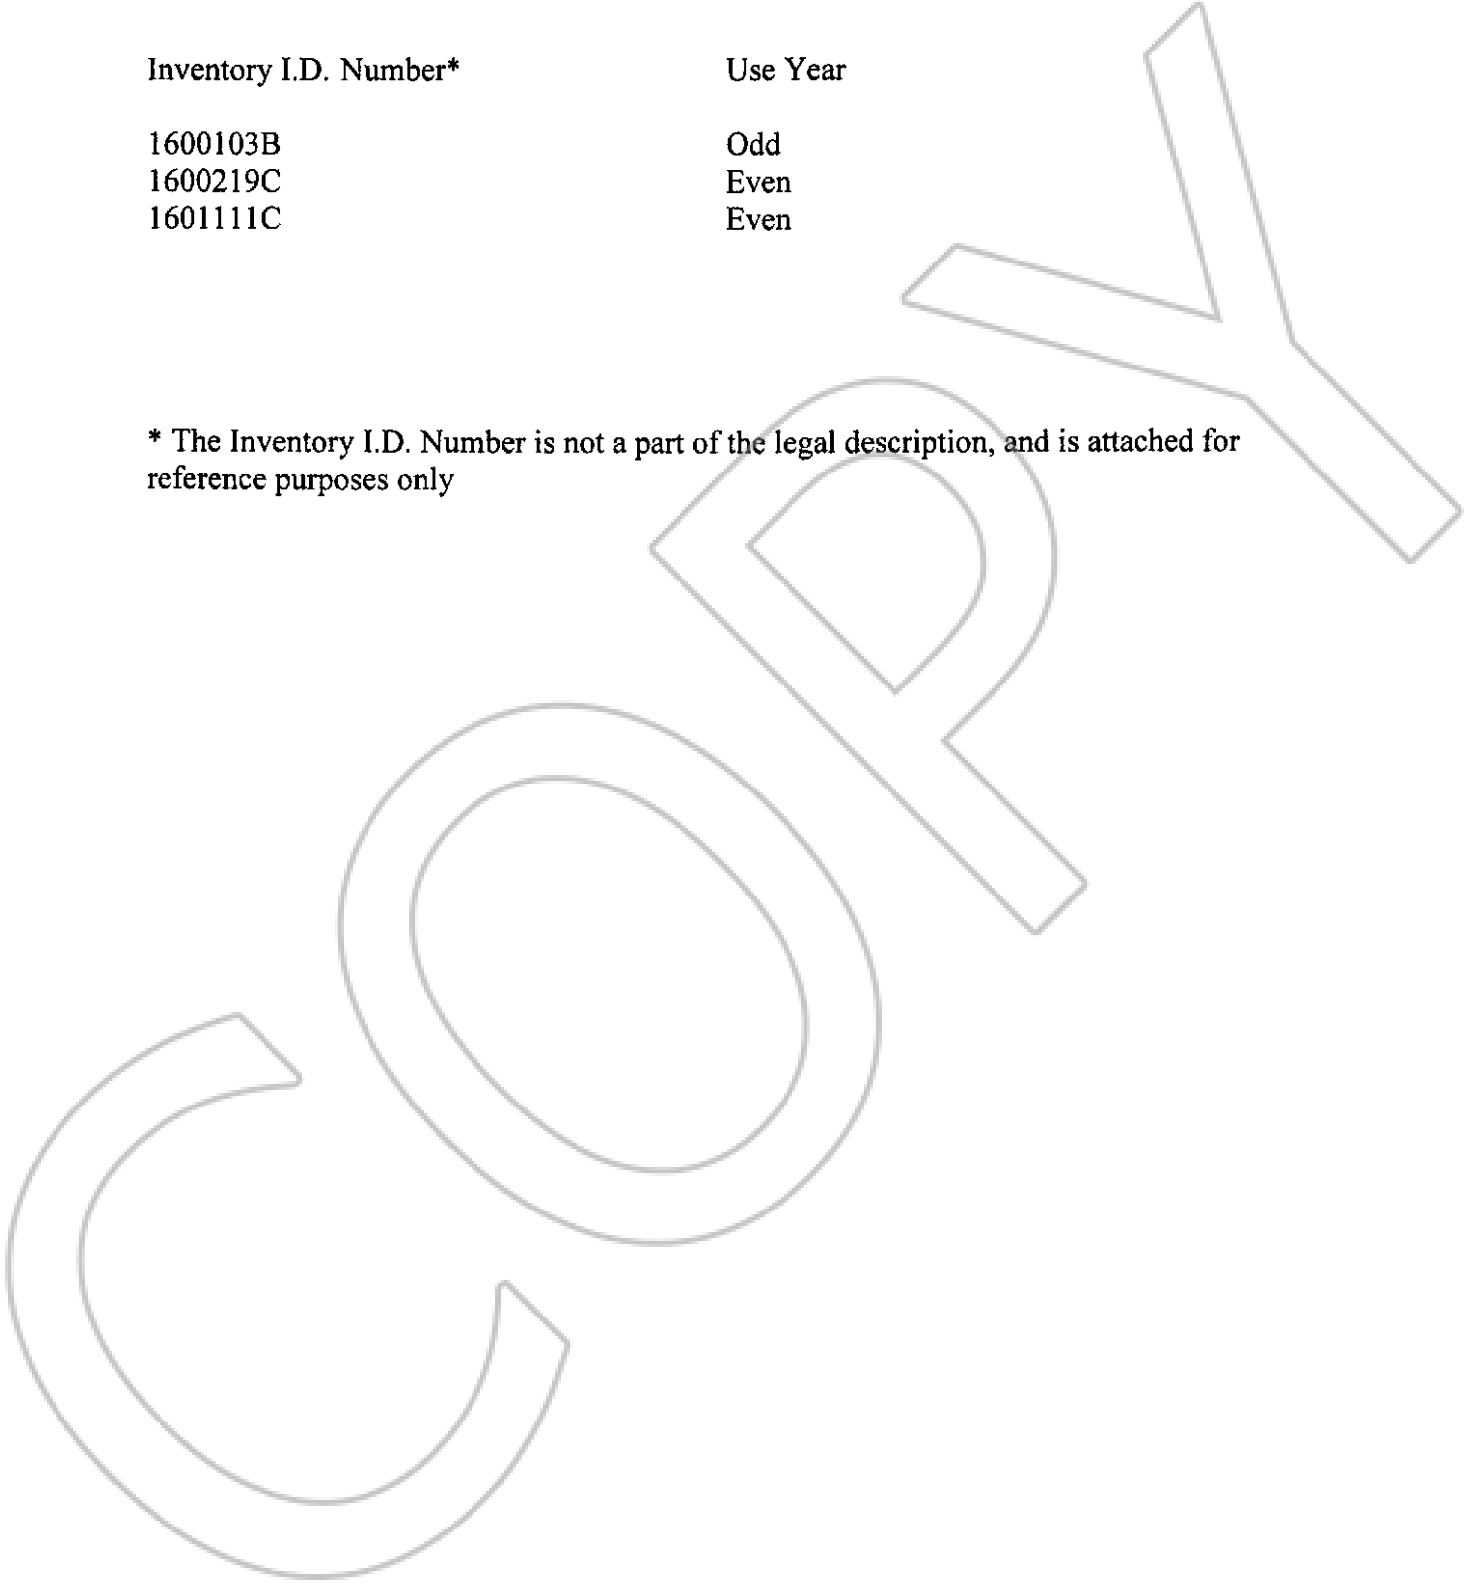 Inventory I.D. Number* Use Year
1600103B Odd
1600219C Even
1601111C Even
* The Inventory I.D. Number is not a part of the legal description, and is attached for
reference purposes only
COPY